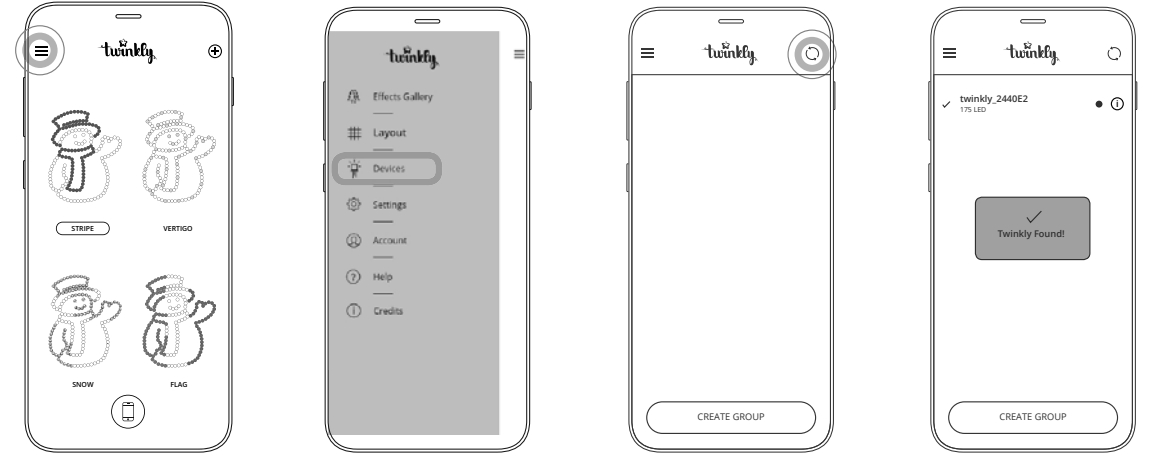 twinkly
STRIPE
VERTIGO
SNOW
FLAG
twinkly
Effects Gallery
Layout
Devices
Settings
Account
Help
Credits
twinkly
CREATE GROUP
twinkly
twinkly_2440E2
175 LED
Twinkly Found!
CREATE GROUP